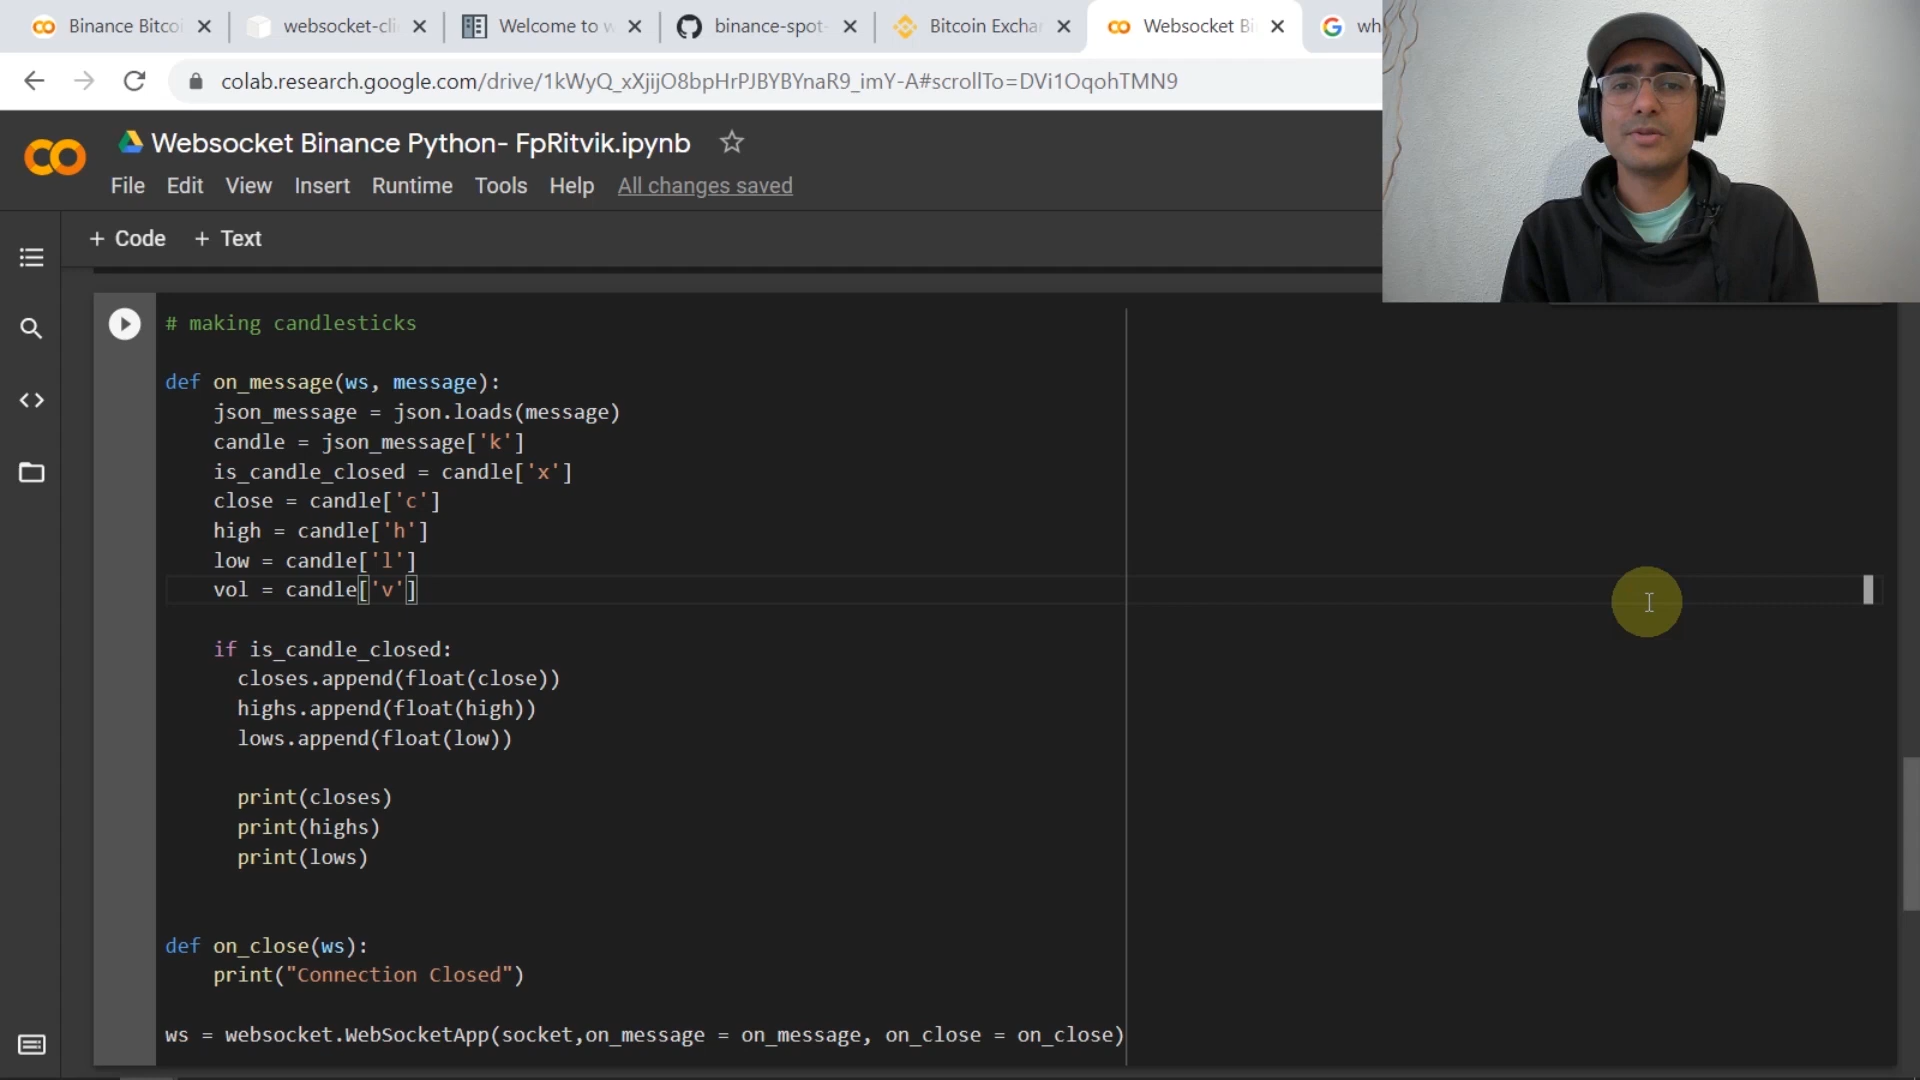 Binance Bitco
websocket-cli
Welcome to w
binance-spot-
Bitcoin Excha
Websocket Bi
wh
colab.research.google.com/drive/1kWyQ_xXjijO8bpHrPJBYBYnaR9_imY-A#scrollTo=DVi1OqohTMN9
Websocket Binance Python- FpRitvik.ipynb
File Edit View Insert Runtime Tools Help All changes saved
+ Code + Text
# making candlesticks
def on_message(ws, message):
json_message = json.loads(message)
candle = json_message['k']
is_candle_closed = candle['x']
close = candle['c']
high = candle['h']
low = candle['l']
vol = candle['v']
if is_candle_closed:
closes.append(float(close))
highs.append(float(high))
lows.append(float(low))
print(closes)
print(highs)
print(lows)
def on_close(ws):
print("Connection Closed")
ws = websocket.WebSocketApp(socket,on_message = on_message, on_close = on_close)